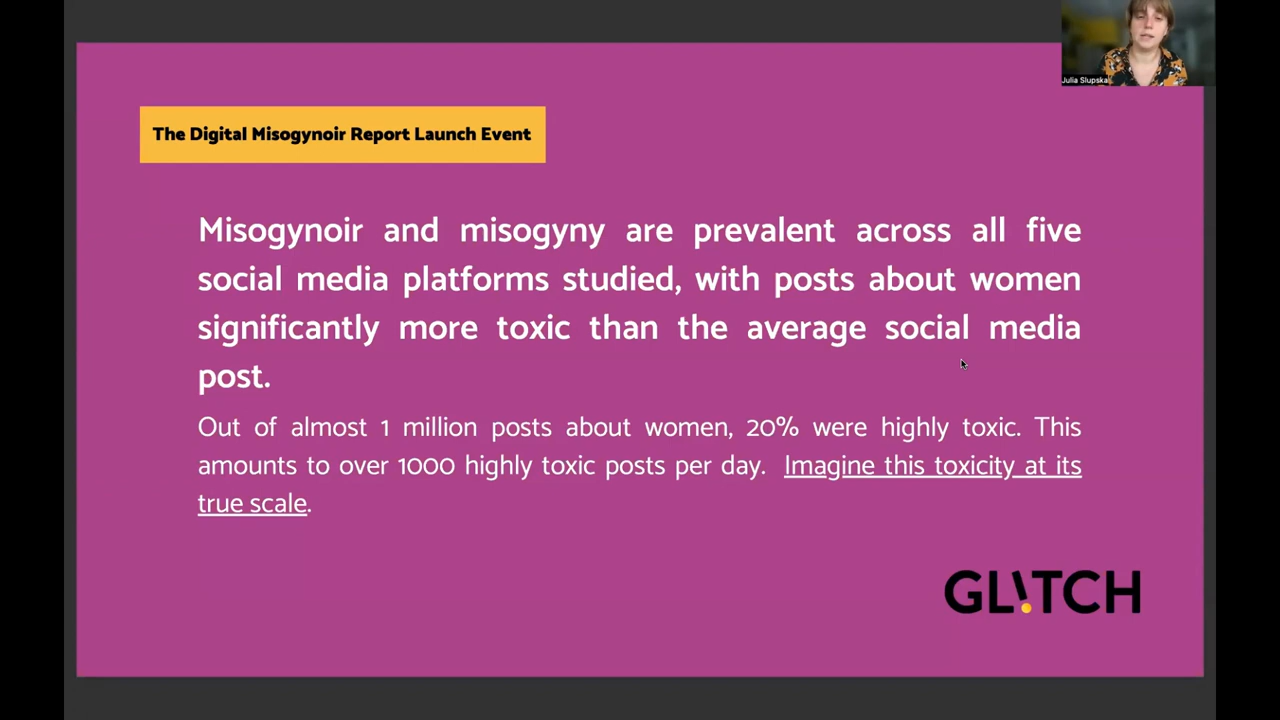 Julia Slupska
The Digital Misogynoir Report Launch Event
Misogynoir and misogyny are prevalent across all five
social media platforms studied, with posts about women
significantly more toxic than the average social media
post.
Out of almost 1 million posts about women, 20% were highly toxic. This
amounts to over 1000 highly toxic posts per day. Imagine this toxicity at its
true scale.
GL!TCH